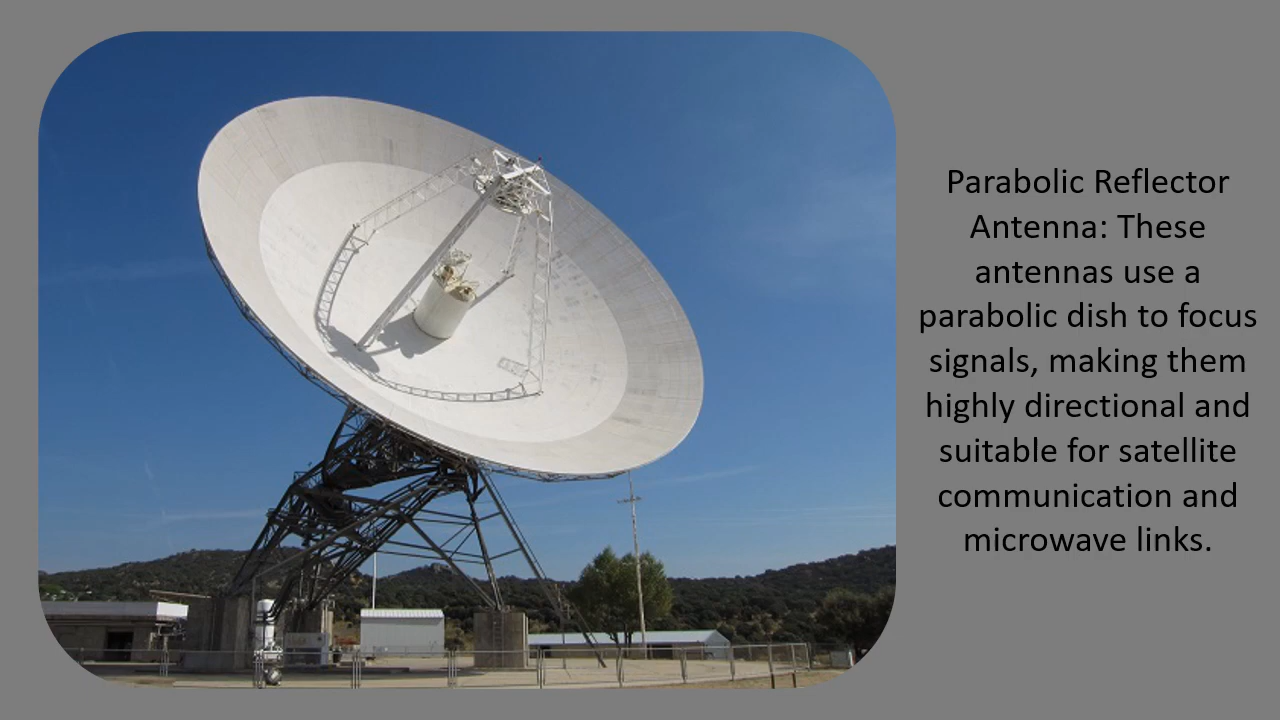 Parabolic Reflector
Antenna: These
antennas use a
parabolic dish to focus
signals, making them
highly directional and
suitable for satellite
communication and
microwave links.